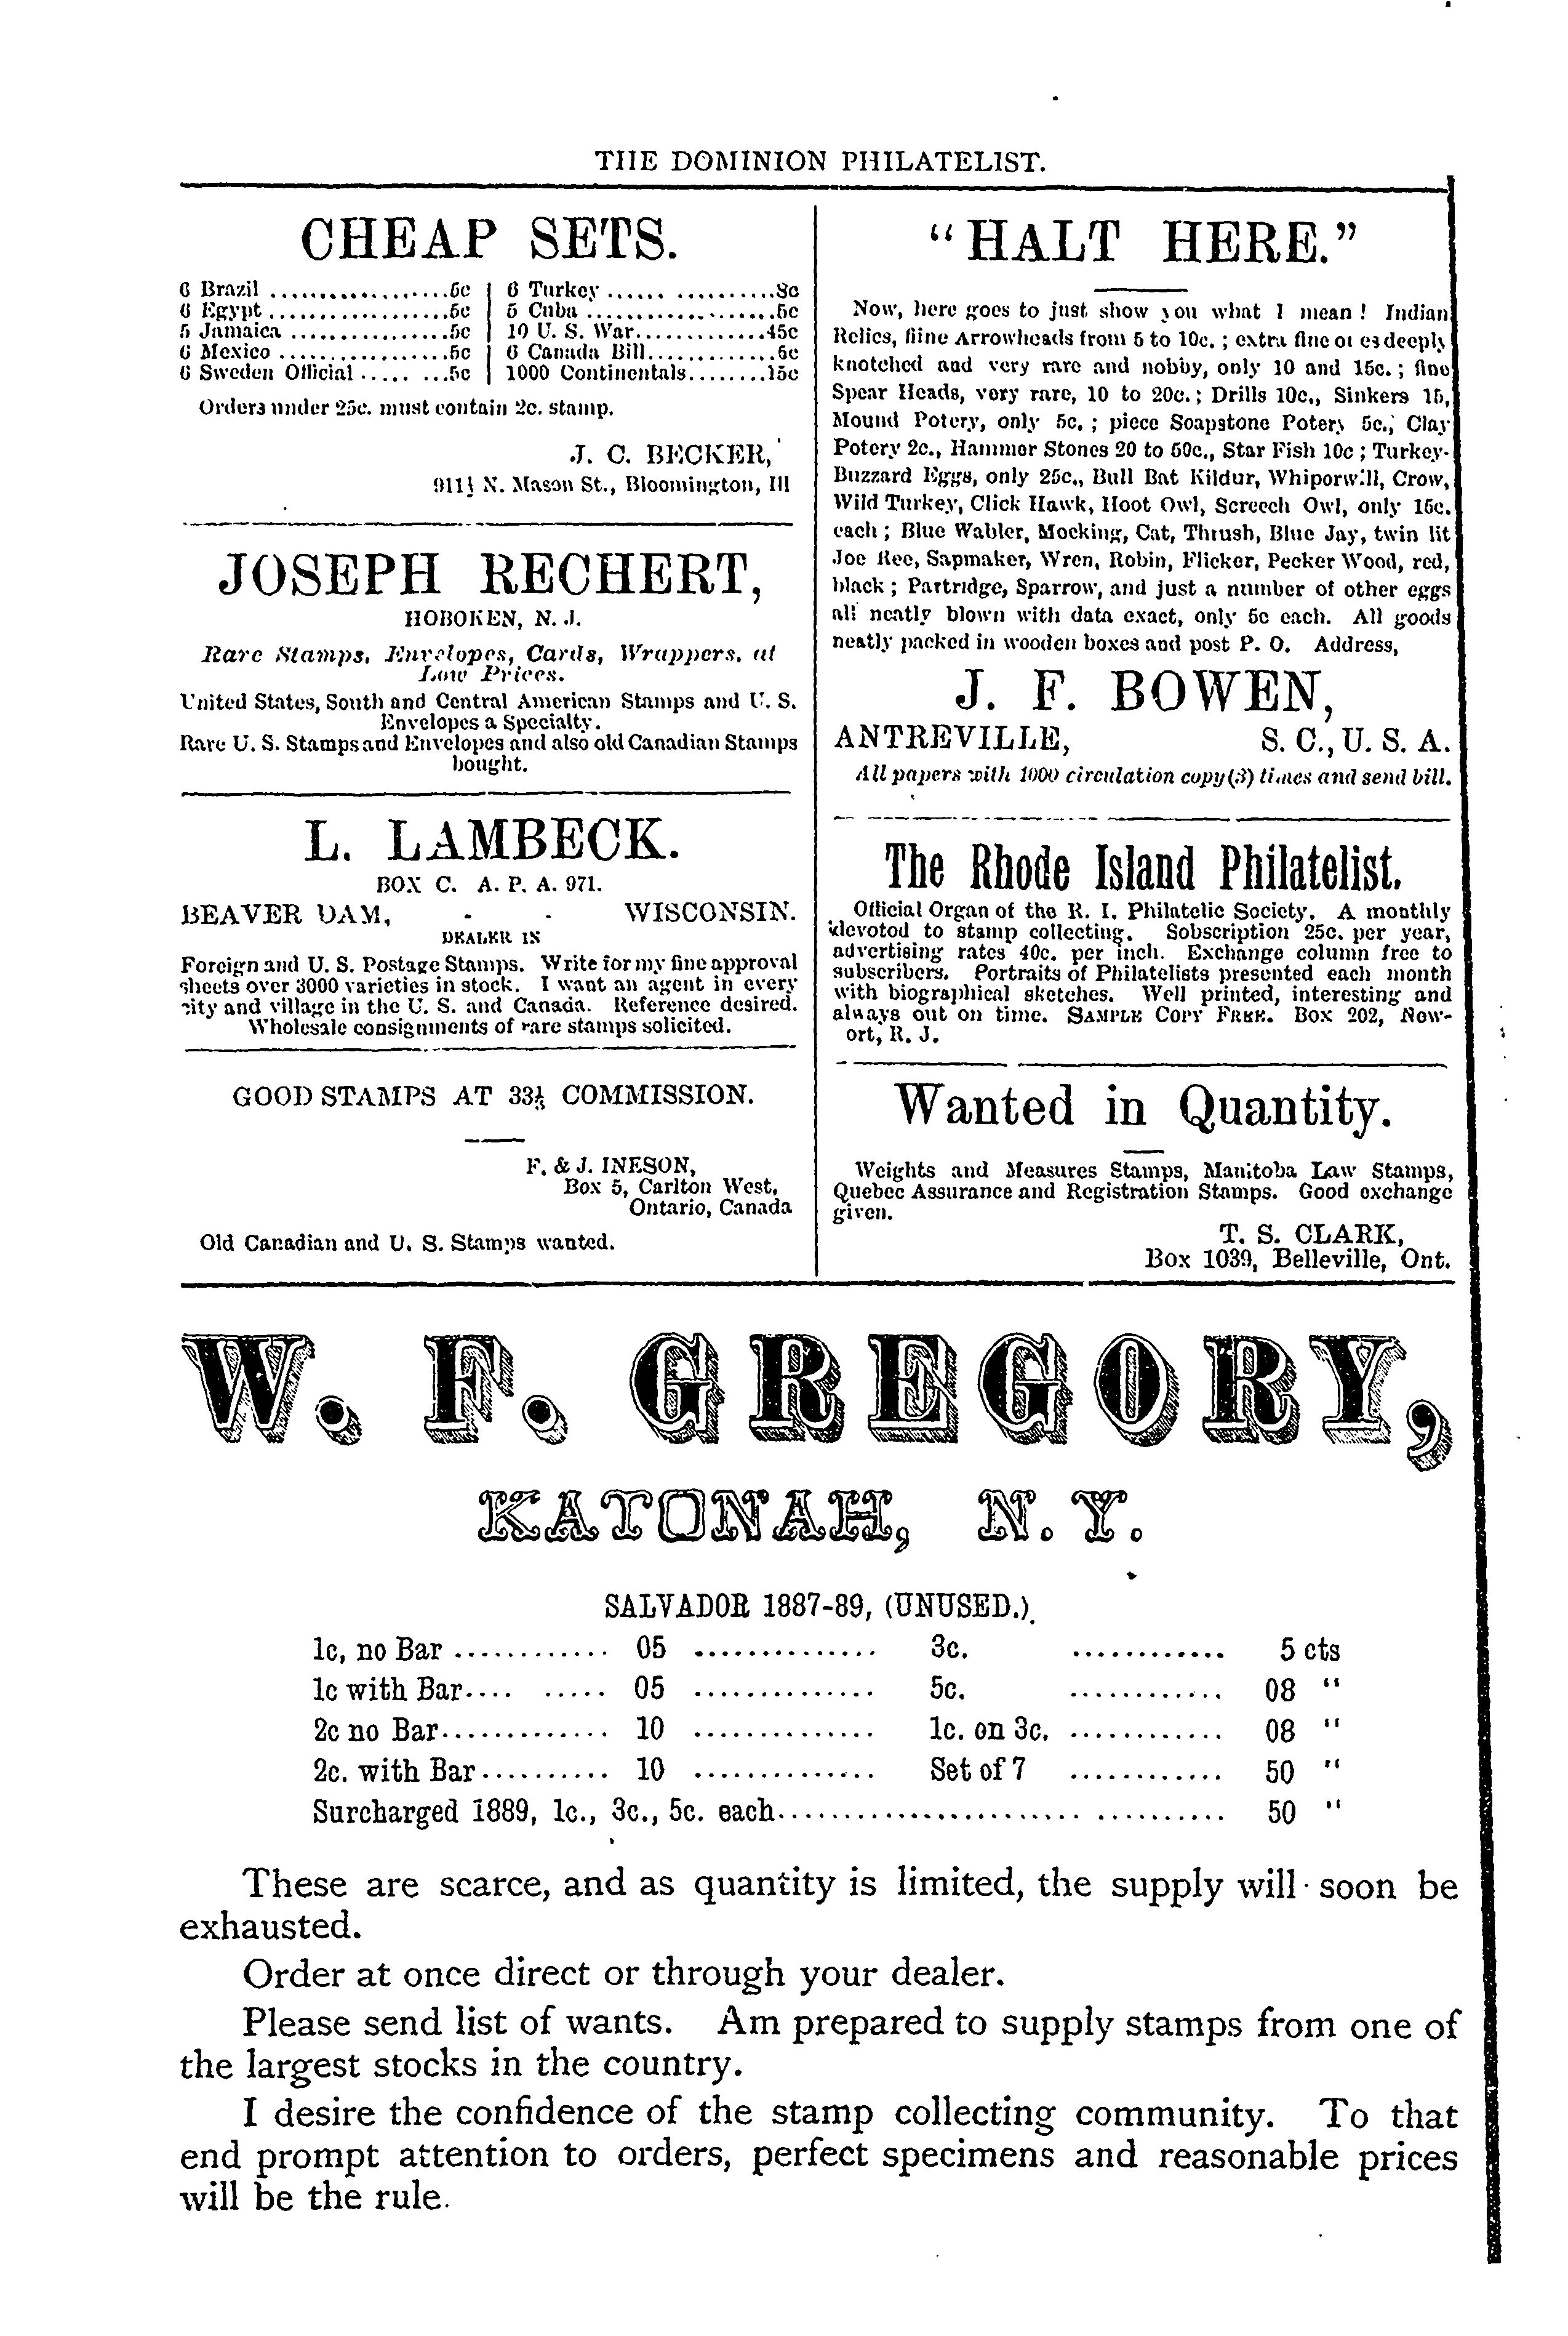 THE DOMINION PHILATELIST.
CHEAP SETS.
6 Brazil ..................5c | 6 Turkey ...... ..........8c
6 Egypt ..................5c | 5 Cuba ...................5c
5 Jamaica ................5c | 10 U. S. War.............45c
6 Mexico .................5c | 6 Canada Bill.............5c
6 Sweden Official ..... ...5c | 1000 Continentals........15c
Orders under 25c. must contain 2c. stamp.
J. C. BECKER,
911½ N. Mason St., Bloomington, Ill
JOSEPH RECHERT,
HOBOKEN, N. J.
Rare Stamps, Envelopes, Cards, Wrappers, at
Low Prices.
United States, South and Central American Stamps and U. S.
Envelopes a Specialty.
Rare U. S. Stamps and Envelopes and also old Canadian Stamps
bought.
L. LAMBECK.
BOX C. A. P. A. 971.
BEAVER DAM, - - WISCONSIN.
DEALER IN
Foreign and U. S. Postage Stamps. Write for my fine approval
sheets over 3000 varieties in stock. I want an agent in every
city and village in the U. S. and Canada. Reference desired.
Wholesale consignments of rare stamps solicited.
GOOD STAMPS AT 33⅓ COMMISSION.
F. & J. INESON,
Box 5, Carlton West,
Ontario, Canada
Old Canadian and U. S. Stamps wanted.
"HALT HERE."
Now, here goes to just show you what I mean ! Indian
Relics, fiine Arrowheads from 5 to 10c. ; extra fine deeply
knotched and very rare and nobby, only 10 and 15c. ; fine
Spear Heads, very rare, 10 to 20c. ; Drills 10c., Sinkers 15,
Mound Potery, only 5c. ; piece Soapstone Potery 5c., Clay
Potery 2c., Hammer Stones 20 to 50c., Star Fish 10c ; Turkey-
Buzzard Eggs, only 25c., Bull Bat Kildur, Whiporwill, Crow,
Wild Turkey, Click Hawk, Hoot Owl, Screech Owl, only 15c.
each ; Blue Wabler, Mocking, Cat, Thrush, Blue Jay, twin lit
Joe Ree, Sapmaker, Wren, Robin, Flicker, Pecker Wood, red,
black ; Partridge, Sparrow, and just a number of other eggs
all neatly blown with data exact, only 5c each. All goods
neatly packed in wooden boxes and post P. O. Address,
J. F. BOWEN,
ANTREVILLE, S. C., U. S. A.
All papers with 1000 circulation copy (3) times and send bill.
The Rhode Island Philatelist.
Official Organ of the R. I. Philatelic Society. A monthly
devotod to stamp collecting. Sobscription 25c. per year,
advertising rates 40c. per inch. Exchange column free to
subscribers. Portraits of Philatelists presented each month
with biographical sketches. Well printed, interesting and
always out on time. SAMPLE COPY FREE. Box 202, New-
ort, R. J.
Wanted in Quantity.
Weights and Measures Stamps, Manitoba Law Stamps,
Quebec Assurance and Registration Stamps. Good exchange
given.
T. S. CLARK,
Box 1039, Belleville, Ont.
W. F. GREGORY,
KATONAH, N. Y.
SALVADOR 1887-89, (UNUSED.)
1c, no Bar ............ 05 .............. 3c. ............ 5 cts
1c with Bar.... ..... 05 .............. 5c. ............ 08 "
2c no Bar............. 10 .............. 1c. on 3c. ............ 08 "
2c. with Bar.......... 10 .............. Set of 7 ............ 50 "
Surcharged 1889, 1c., 3c., 5c. each....................... .......... 50 "
These are scarce, and as quantity is limited, the supply will soon be
exhausted.
Order at once direct or through your dealer.
Please send list of wants. Am prepared to supply stamps from one of
the largest stocks in the country.
I desire the confidence of the stamp collecting community. To that
end prompt attention to orders, perfect specimens and reasonable prices
will be the rule.